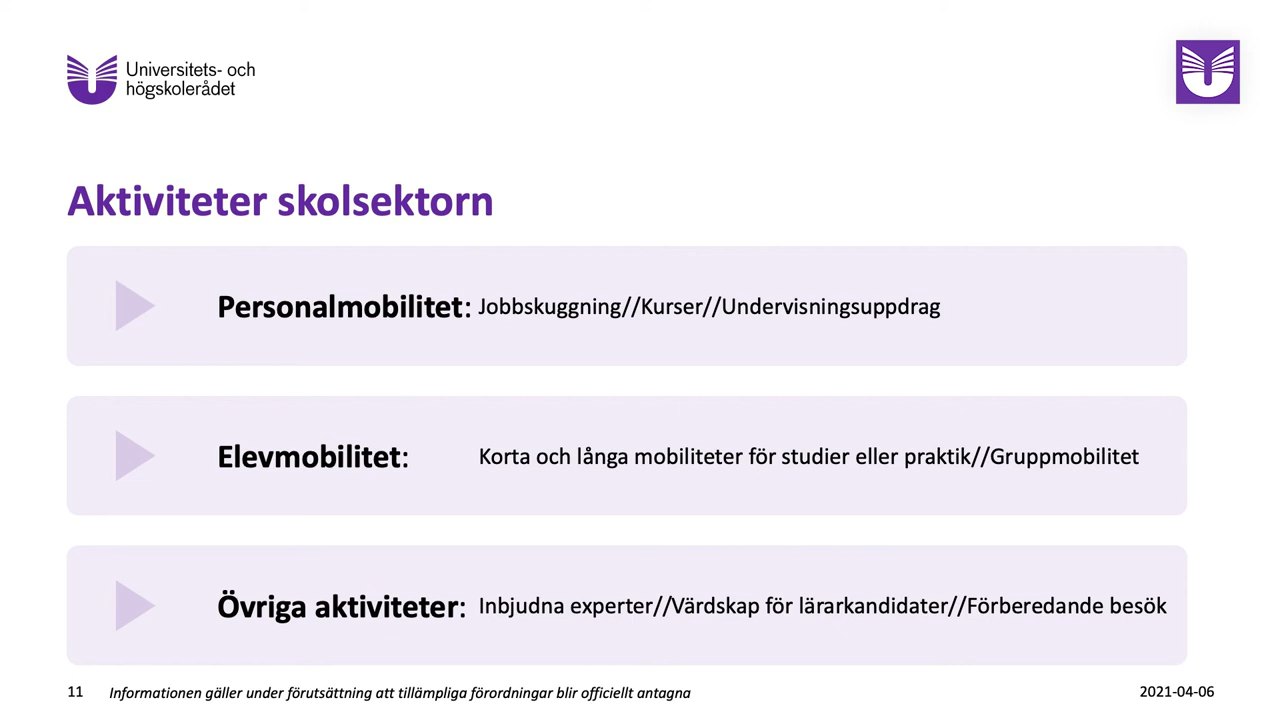 Universitets- och
högskolerådet
Aktiviteter skolsektorn
Personalmobilitet: Jobbskuggning//Kurser//Undervisningsuppdrag
Elevmobilitet: Korta och långa mobiliteter för studier eller praktik//Gruppmobilitet
Övriga aktiviteter: Inbjudna experter//Värdskap för lärarkandidater//Förberedande besök
11 Informationen gäller under förutsättning att tillämpliga förordningar blir officiellt antagna 2021-04-06